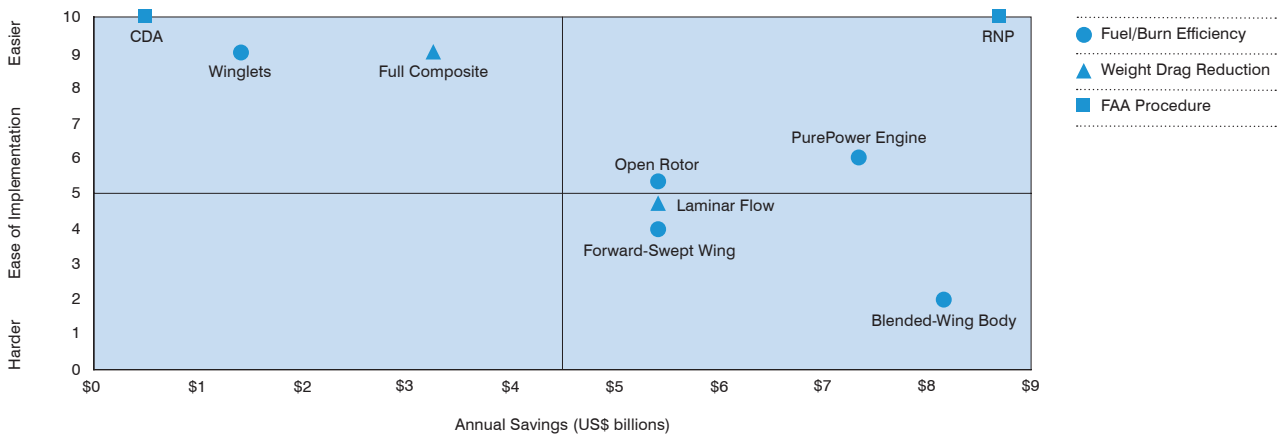 Easier
Ease of Implementation
Harder
10
9
8
7
6
5
4
3
2
1
0
CDA
Winglets
Full Composite
RNP
PurePower Engine
Open Rotor
Laminar Flow
Forward-Swept Wing
Blended-Wing Body
$0 $1 $2 $3 $4 $5 $6 $7 $8 $9
Annual Savings (US$ billions)
Fuel/Burn Efficiency
Weight Drag Reduction
FAA Procedure